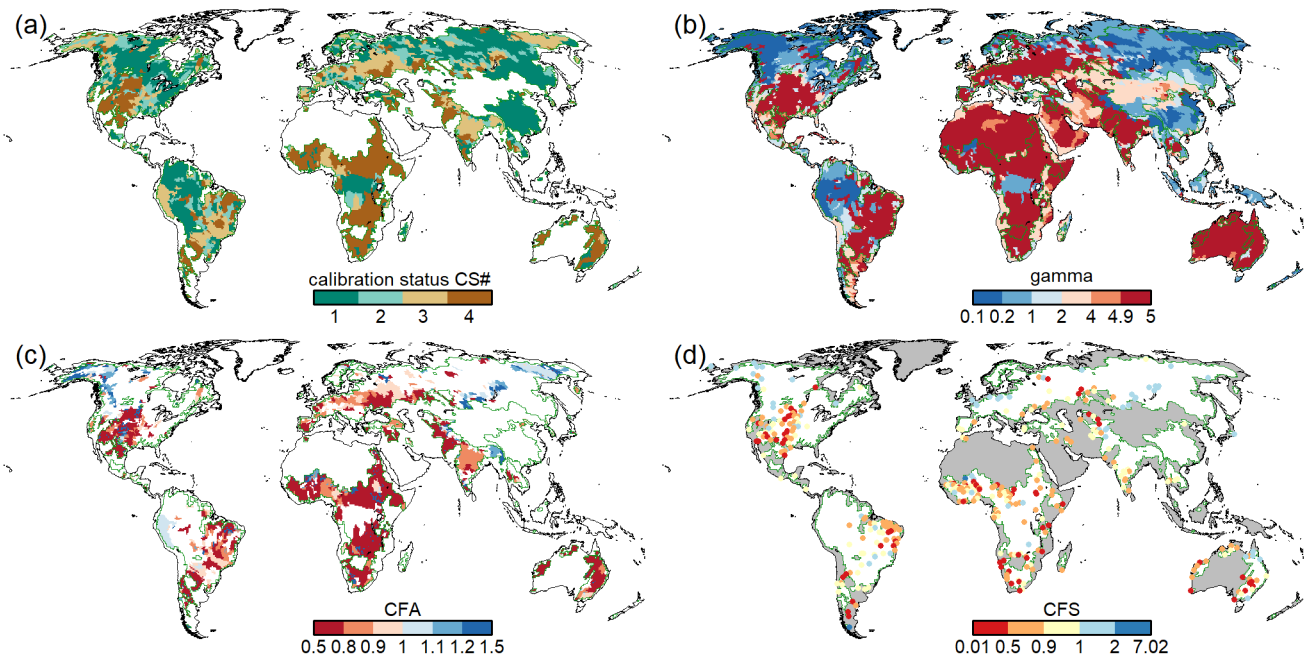 (a)
calibration status CS#
1 2 3 4
(b)
gamma
0.1 0.2 1 2 4 4.9 5
(c)
CFA
0.5 0.8 0.9 1 1.1 1.2 1.5
(d)
CFS
0.01 0.5 0.9 1 2 7.02